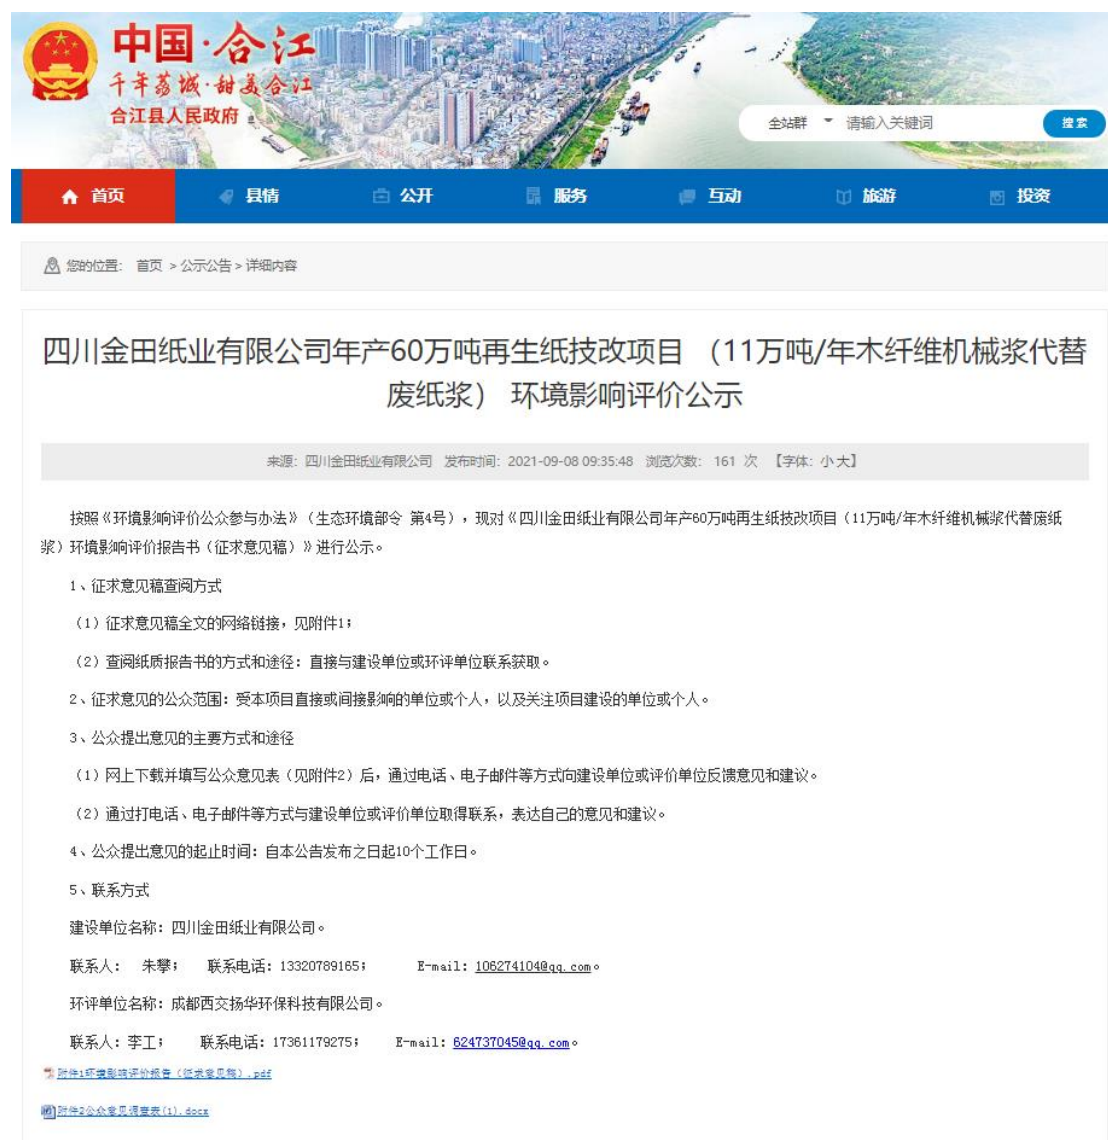 中国·合江
千年荔城·甜美合江
合江县人民政府
全站群 请输入关键词 搜索
首页 县情 公开 服务 互动 旅游 投资
您的位置： 首页 > 公示公告 > 详细内容
四川金田纸业有限公司年产60万吨再生纸技改项目 （11万吨/年木纤维机械浆代替
废纸浆） 环境影响评价公示
来源：四川金田纸业有限公司 发布时间：2021-09-08 09:35:48 浏览次数： 161 次 【字体：小 大】
按照《环境影响评价公众参与办法》（生态环境部令 第4号），现对《四川金田纸业有限公司年产60万吨再生纸技改项目（11万吨/年木纤维机械浆代替废纸
浆）环境影响评价报告书（征求意见稿）》进行公示。
1、征求意见稿查阅方式
（1）征求意见稿全文的网络链接，见附件1；
（2）查阅纸质报告书的方式和途径：直接与建设单位或环评单位联系获取。
2、征求意见的公众范围：受本项目直接或间接影响的单位或个人，以及关注项目建设的单位或个人。
3、公众提出意见的主要方式和途径
（1）网上下载并填写公众意见表（见附件2）后，通过电话、电子邮件等方式向建设单位或评价单位反馈意见和建议。
（2）通过打电话、电子邮件等方式与建设单位或评价单位取得联系，表达自己的意见和建议。
4、公众提出意见的起止时间：自本公告发布之日起10个工作日。
5、联系方式
建设单位名称：四川金田纸业有限公司。
联系人： 朱攀； 联系电话：13320789165； E-mail：106274104@qq.com。
环评单位名称：成都西交扬华环保科技有限公司。
联系人：李工； 联系电话：17361179275； E-mail：624737045@qq.com。
附件1环境影响评价报告（征求意见稿）.pdf
附件2公众意见调查表(1).docx